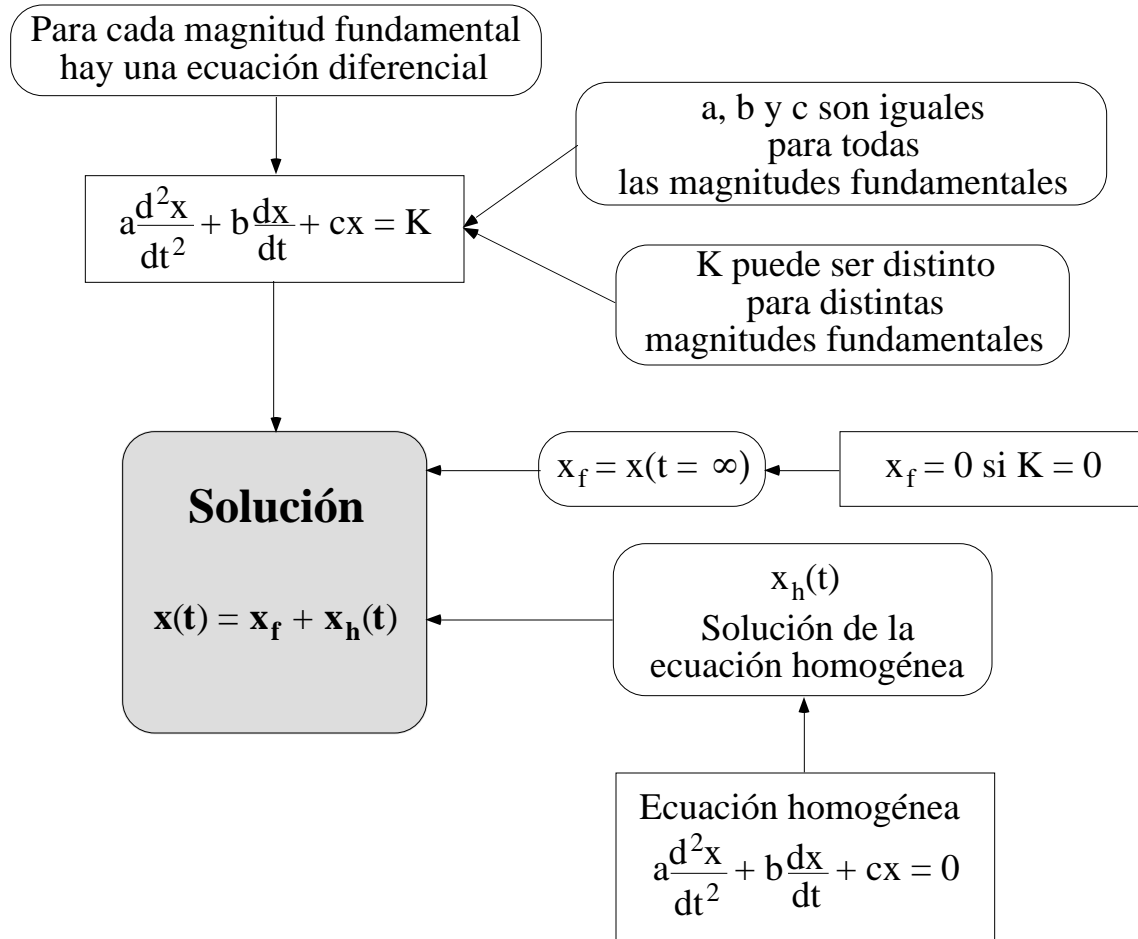 Para cada magnitud fundamental
hay una ecuación diferencial
a, b y c son iguales
para todas
las magnitudes fundamentales
a d²x/dt² + b dx/dt + cx = K
K puede ser distinto
para distintas
magnitudes fundamentales
Solución
x(t) = x_f + x_h(t)
x_f = x(t = ∞)
x_f = 0 si K = 0
x_h(t)
Solución de la
ecuación homogénea
Ecuación homogénea
a d²x/dt² + b dx/dt + cx = 0